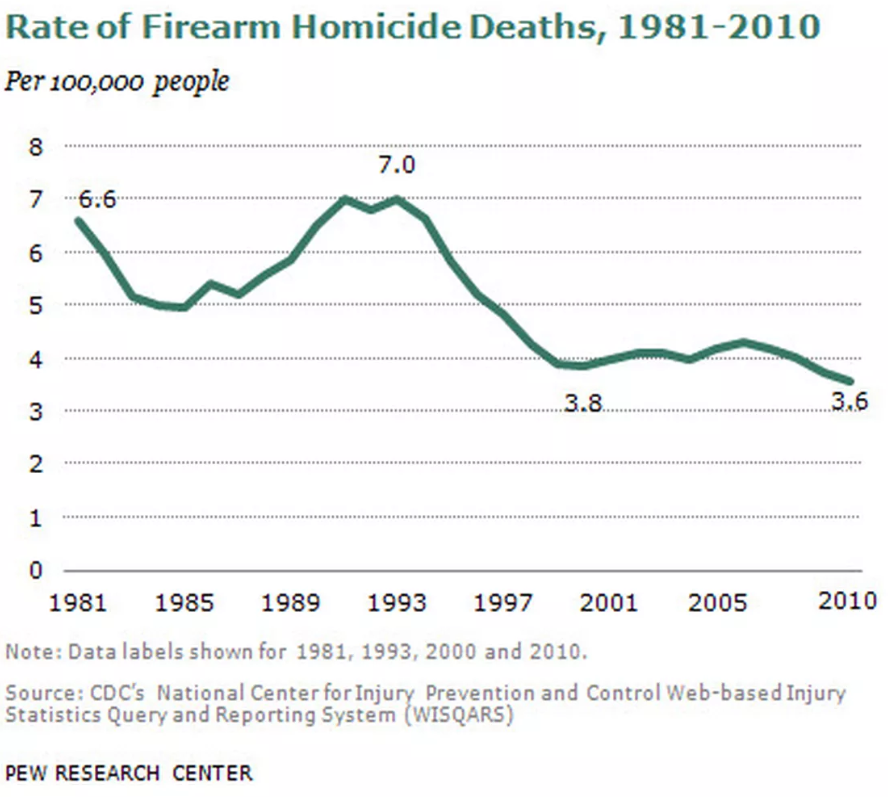 Rate of Firearm Homicide Deaths, 1981-2010
Per 100,000 people
8
7.0
7
6.6
6
5
4
3.8
3.6
3
2
1
0
1981 1985 1989 1993 1997 2001 2005 2010
Note: Data labels shown for 1981, 1993, 2000 and 2010.
Source: CDC's National Center for Injury Prevention and Control Web-based Injury
Statistics Query and Reporting System (WISQARS)
PEW RESEARCH CENTER